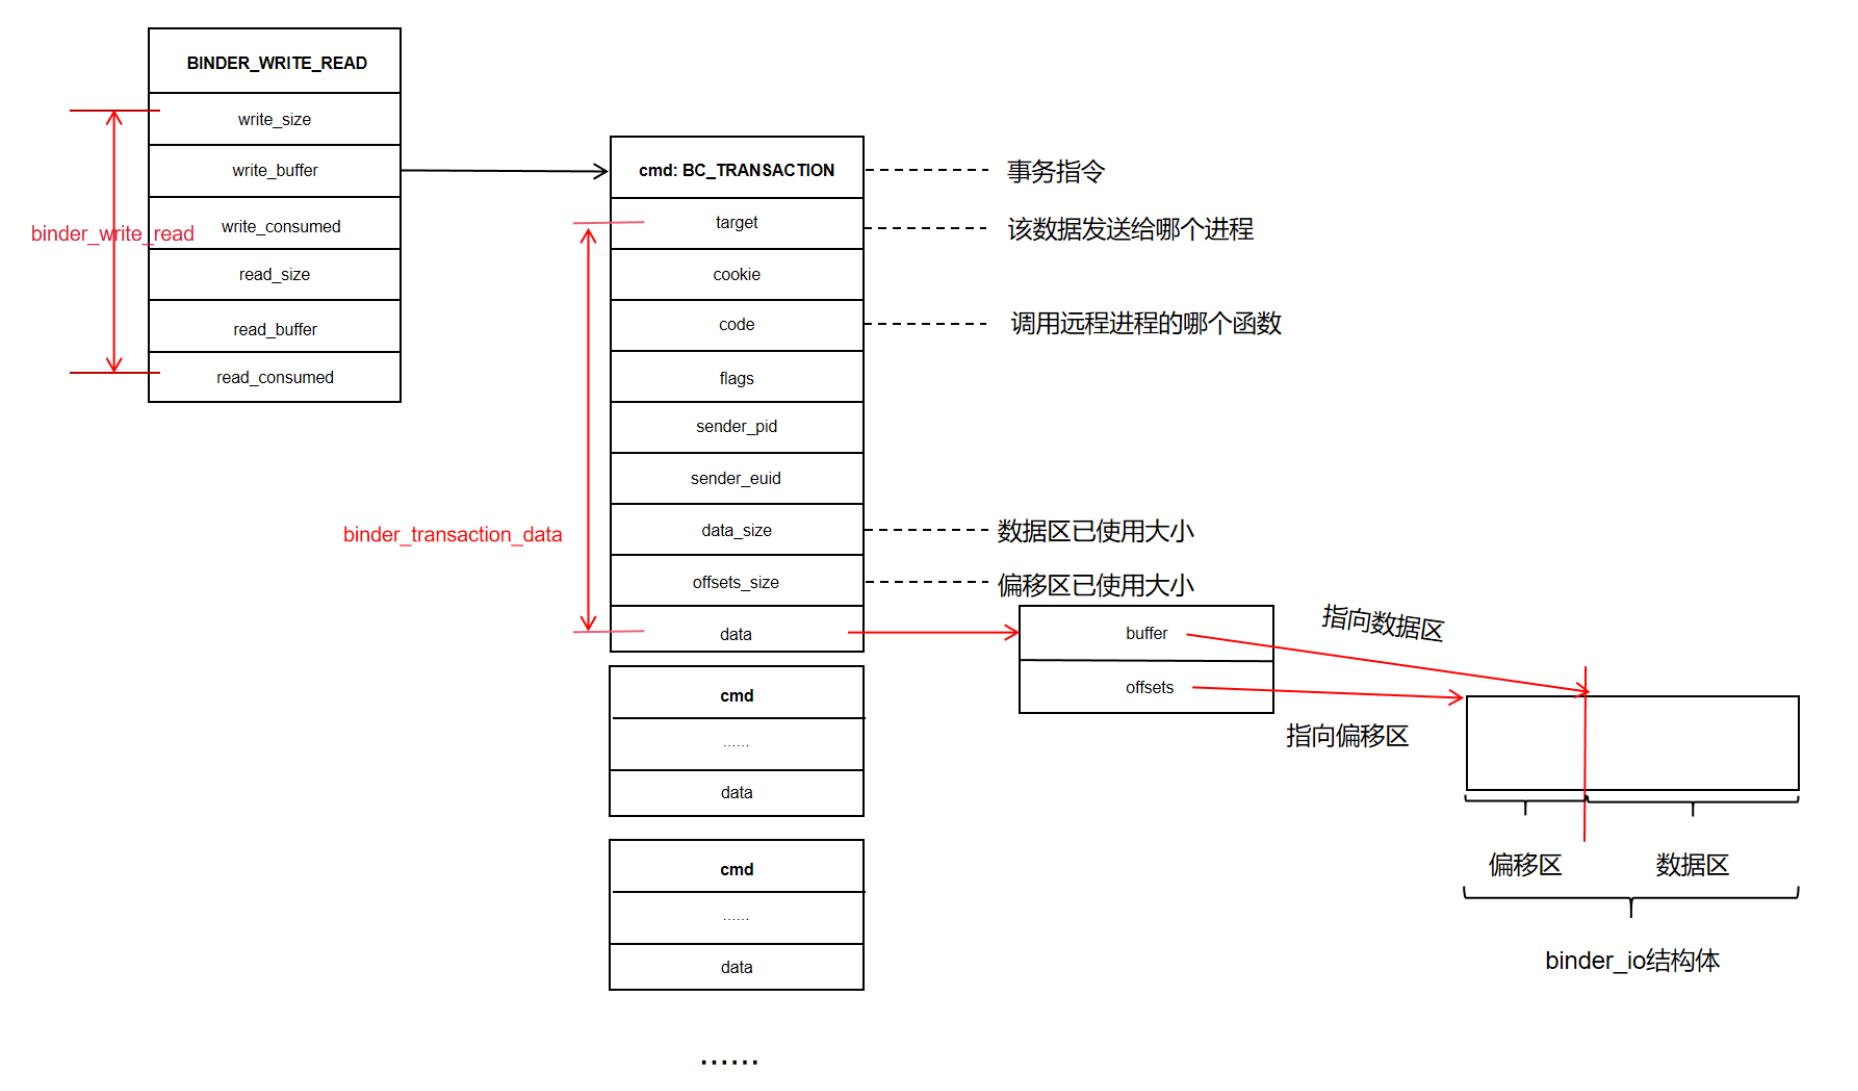 BINDER_WRITE_READ
write_size
write_buffer
write_consumed
read_size
read_buffer
read_consumed
binder_write_read
cmd: BC_TRANSACTION
target
cookie
code
flags
sender_pid
sender_euid
data_size
offsets_size
data
binder_transaction_data
事务指令
该数据发送给哪个进程
调用远程进程的哪个函数
数据区已使用大小
偏移区已使用大小
buffer
offsets
指向数据区
指向偏移区
偏移区
数据区
binder_io结构体
cmd
......
data
cmd
......
data
......